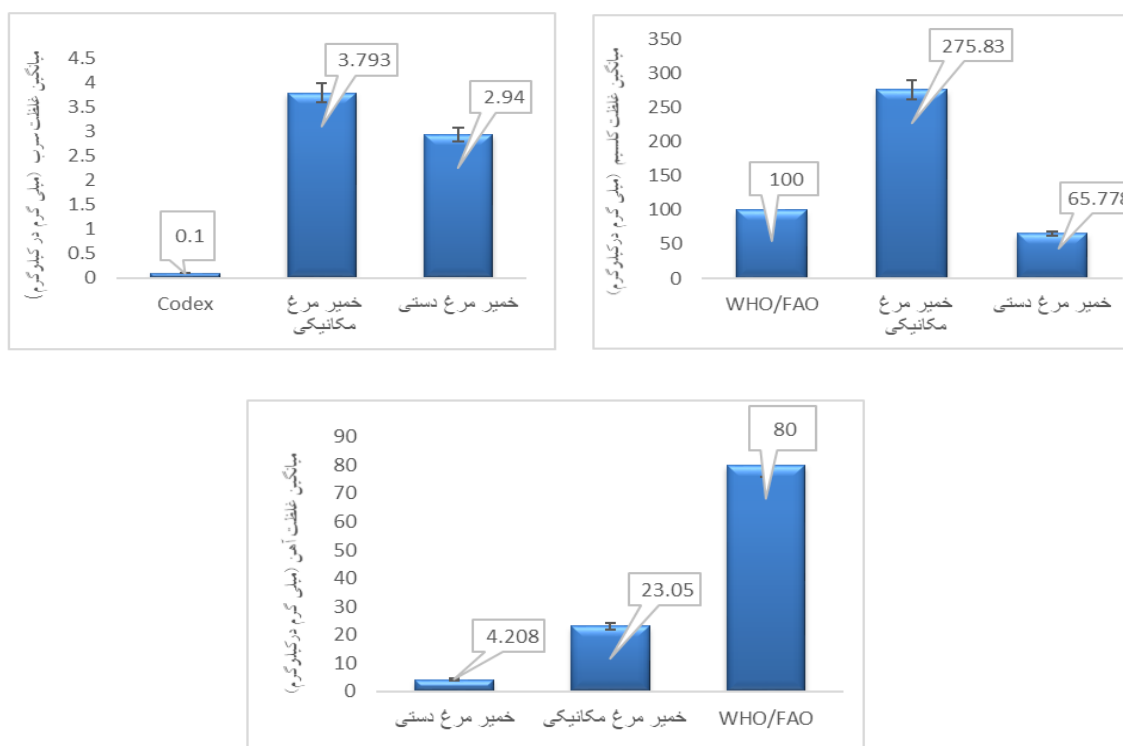 میانگین غلظت سرب (میلی گرم در کیلوگرم)
4.5
4
3.5
3
2.5
2
1.5
1
0.5
0
0.1
3.793
2.94
Codex
خمیر مرغ
مکانیکی
خمیر مرغ دستی
میانگین غلظت کلسیم (میلی گرم درکیلوگرم)
350
300
250
200
150
100
50
0
100
275.83
65.778
WHO/FAO
خمیر مرغ
مکانیکی
خمیر مرغ دستی
میانگین غلظت آهن (میلی گرم درکیلوگرم)
90
80
70
60
50
40
30
20
10
0
4.208
23.05
80
خمیر مرغ دستی
خمیر مرغ مکانیکی
WHO/FAO